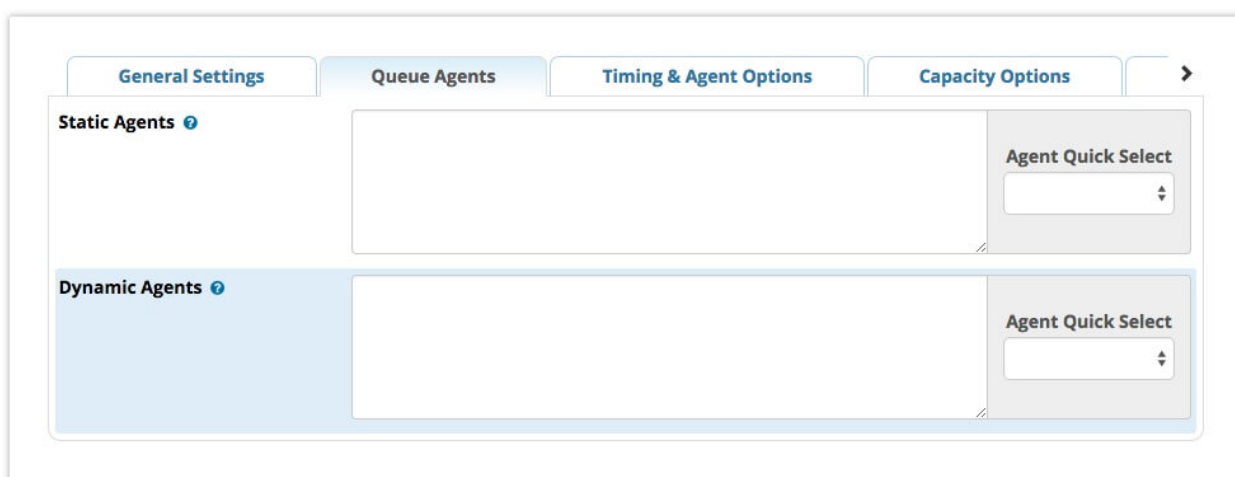 General Settings
Queue Agents
Timing & Agent Options
Capacity Options
Static Agents
Agent Quick Select
Dynamic Agents
Agent Quick Select